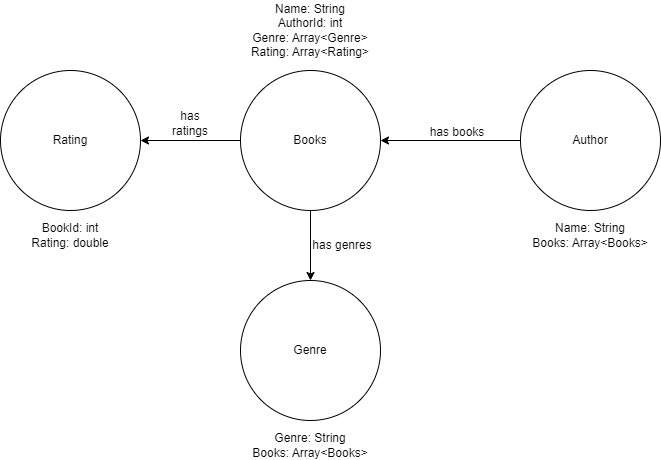 Name: String
AuthorId: int
Genre: Array<Genre>
Rating: Array<Rating>
Rating
has
ratings
Books
has books
Author
BookId: int
Rating: double
Name: String
Books: Array<Books>
has genres
Genre
Genre: String
Books: Array<Books>